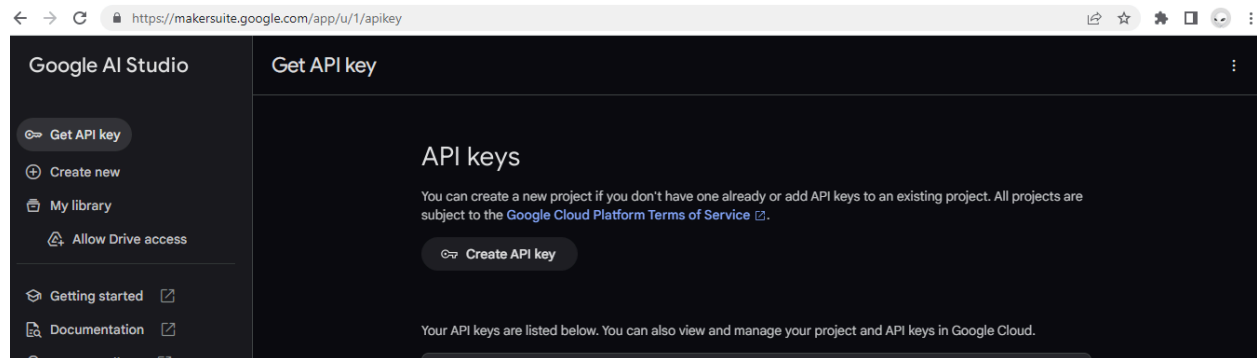 https://makersuite.google.com/app/u/1/apikey
Google AI Studio
Get API key
Get API key
Create new
My library
Allow Drive access
Getting started
Documentation
API keys
You can create a new project if you don't have one already or add API keys to an existing project. All projects are
subject to the Google Cloud Platform Terms of Service.
Create API key
Your API keys are listed below. You can also view and manage your project and API keys in Google Cloud.